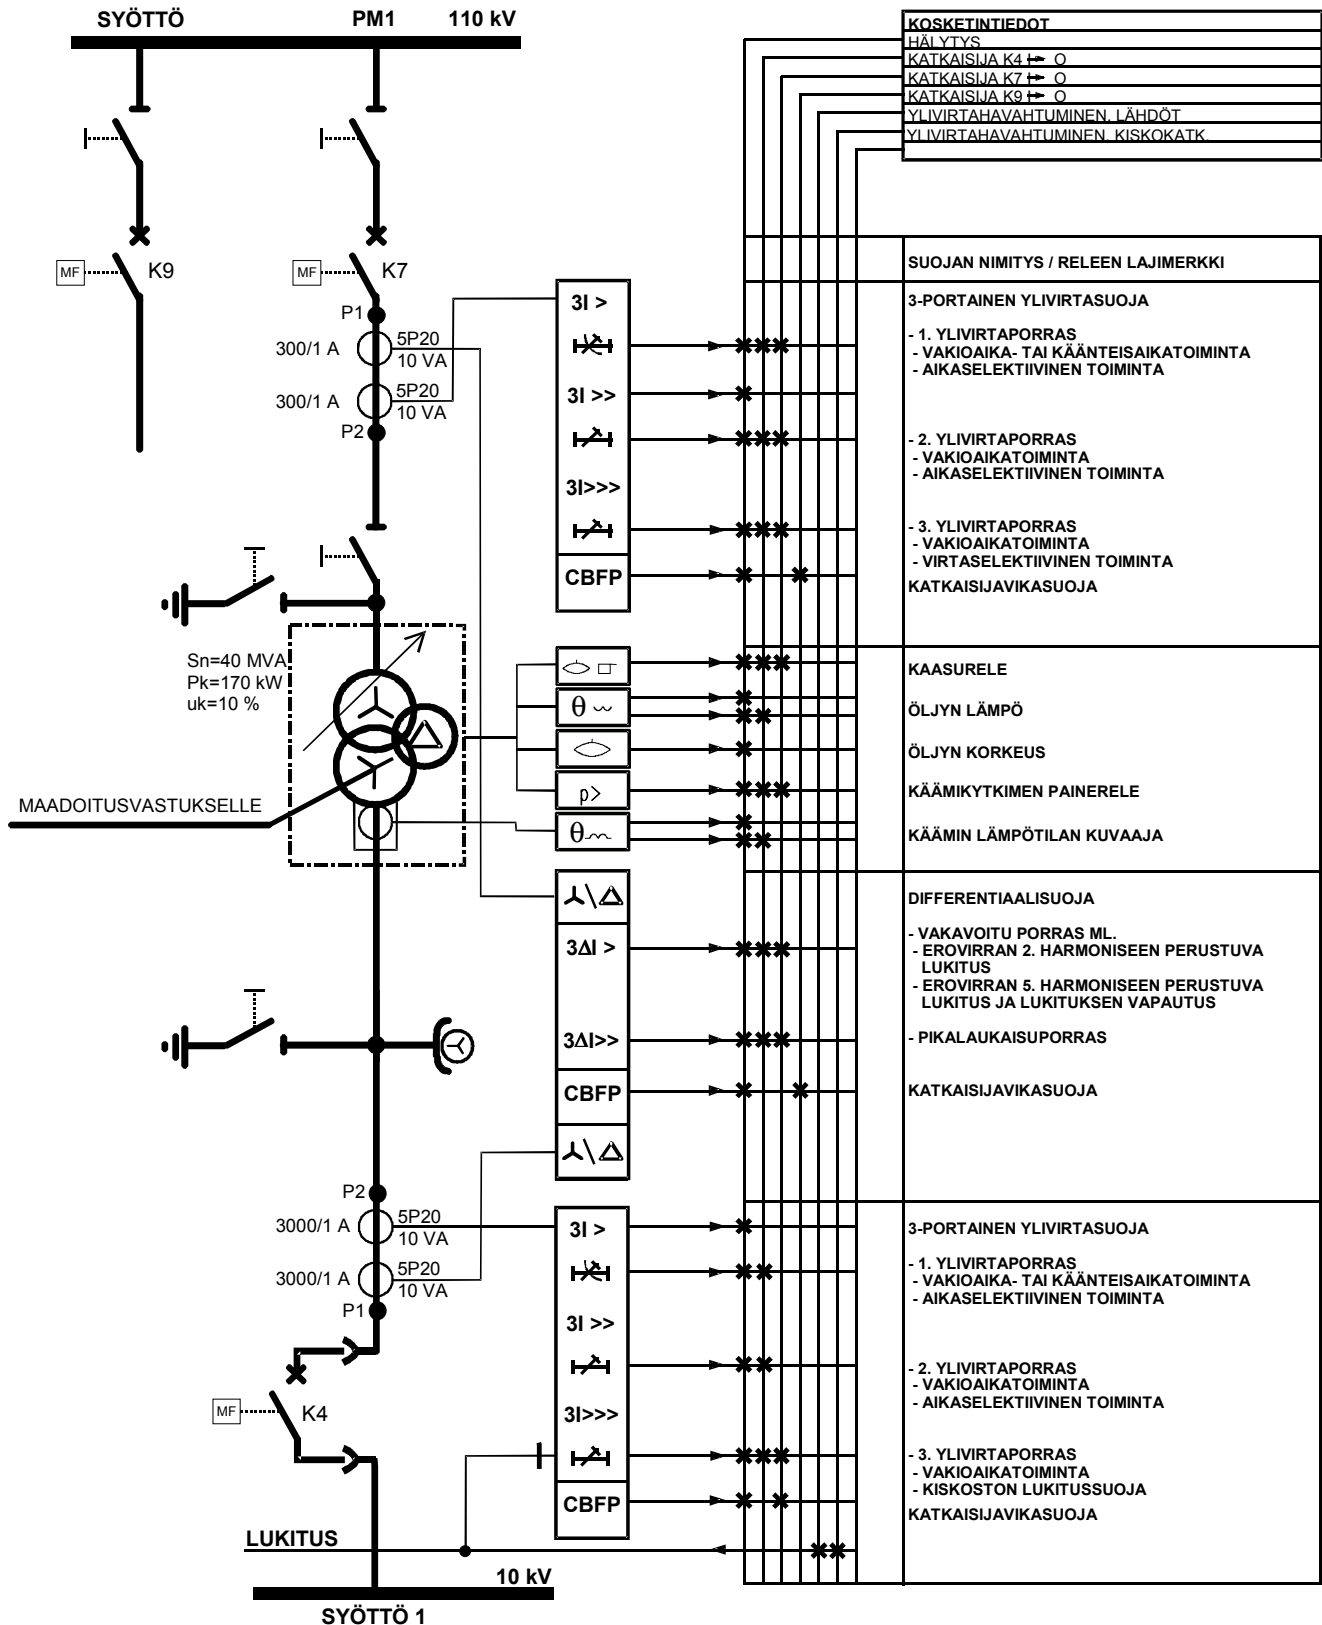 SYÖTTÖ
PM1
110 kV
KOSKETINTIEDOT
HÄLYTYS
KATKAISIJA K4 I O
KATKAISIJA K7 I O
KATKAISIJA K9 I O
YLIVIRTAHAVAHTUMINEN, LÄHDÖT
YLIVIRTAHAVAHTUMINEN, KISKOKATK.
MF
K9
MF
K7
SUOJAN NIMITYS / RELEEN LAJIMERKKI
P1
300/1 A
5P20
10 VA
300/1 A
5P20
10 VA
P2
3I >
3I >>
3I>>>
CBFP
3-PORTAINEN YLIVIRTASUOJA
- 1. YLIVIRTAPORRAS
- VAKIOAIKA- TAI KÄÄNTEISAIKATOIMINTA
- AIKASELEKTIIVINEN TOIMINTA
- 2. YLIVIRTAPORRAS
- VAKIOAIKATOIMINTA
- AIKASELEKTIIVINEN TOIMINTA
- 3. YLIVIRTAPORRAS
- VAKIOAIKATOIMINTA
- VIRTASELEKTIIVINEN TOIMINTA
KATKAISIJAVIKASUOJA
Sn=40 MVA
Pk=170 kW
uk=10 %
MAADOITUSVASTUKSELLE
θ
p>
θ
KAASURELE
ÖLJYN LÄMPÖ
ÖLJYN KORKEUS
KÄÄMIKYTKIMEN PAINERELE
KÄÄMIN LÄMPÖTILAN KUVAAJA
3ΔI >
3ΔI>>
CBFP
DIFFERENTIAALISUOJA
- VAKAVOITU PORRAS ML.
- EROVIRRAN 2. HARMONISEEN PERUSTUVA
LUKITUS
- EROVIRRAN 5. HARMONISEEN PERUSTUVA
LUKITUS JA LUKITUKSEN VAPAUTUS
- PIKALAUKAISUPORRAS
KATKAISIJAVIKASUOJA
P2
3000/1 A
5P20
10 VA
3000/1 A
5P20
10 VA
P1
MF
K4
3I >
3I >>
3I>>>
CBFP
3-PORTAINEN YLIVIRTASUOJA
- 1. YLIVIRTAPORRAS
- VAKIOAIKA- TAI KÄÄNTEISAIKATOIMINTA
- AIKASELEKTIIVINEN TOIMINTA
- 2. YLIVIRTAPORRAS
- VAKIOAIKATOIMINTA
- AIKASELEKTIIVINEN TOIMINTA
- 3. YLIVIRTAPORRAS
- VAKIOAIKATOIMINTA
- KISKOSTON LUKITUSSUOJA
KATKAISIJAVIKASUOJA
LUKITUS
10 kV
SYÖTTÖ 1